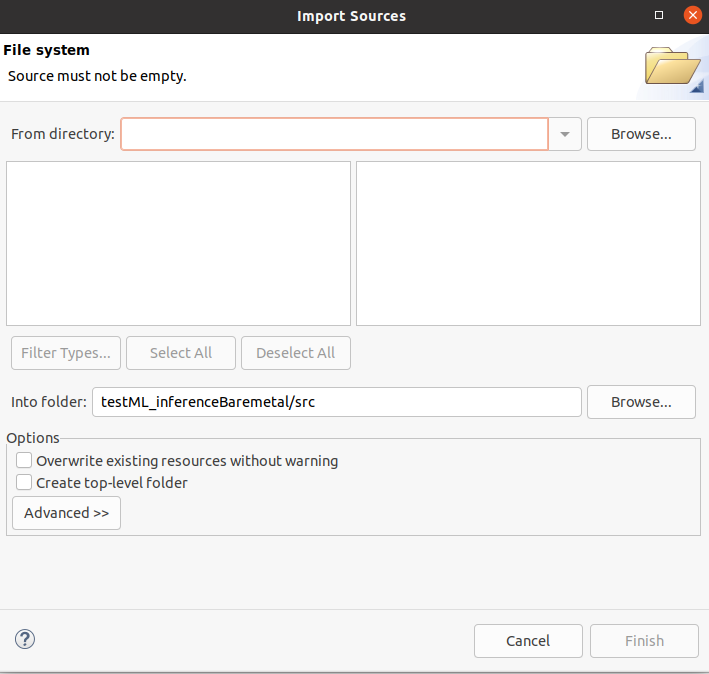 Import Sources
File system
Source must not be empty.
From directory:
Browse...
Filter Types...
Select All
Deselect All
Into folder:
testML_inferenceBaremetal/src
Browse...
Options
Overwrite existing resources without warning
Create top-level folder
Advanced >>
?
Cancel
Finish